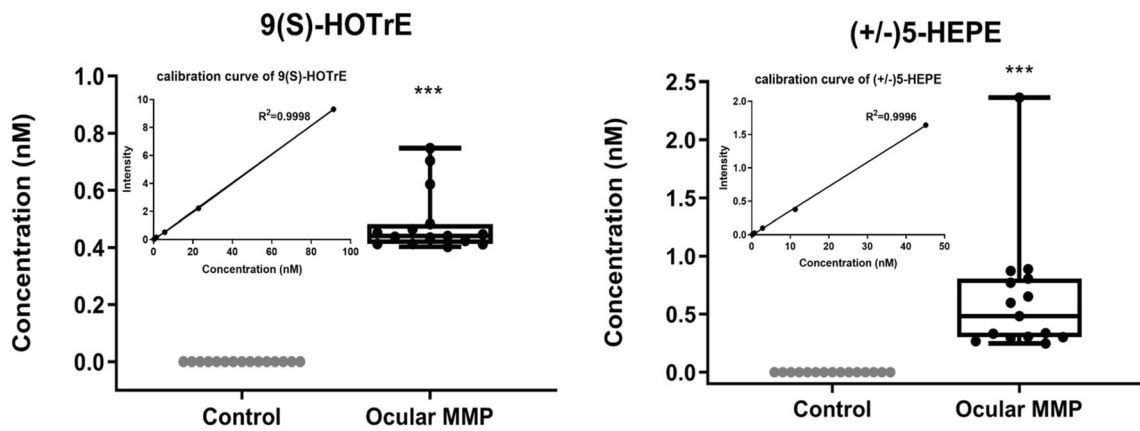 9(S)-HOTrE
Concentration (nM)
1.0
0.8
0.6
0.4
0.2
0.0
Control
Ocular MMP
***
calibration curve of 9(S)-HOTrE
R²=0.9998
Intensity
10
8
6
4
2
0
0
20
40
60
80
100
Concentration (nM)
(+/-)5-HEPE
Concentration (nM)
2.5
2.0
1.5
1.0
0.5
0.0
Control
Ocular MMP
***
calibration curve of (+/-)5-HEPE
R²=0.9996
Intensity
2.0
1.5
1.0
0.5
0.0
0
10
20
30
40
50
Concentration (nM)